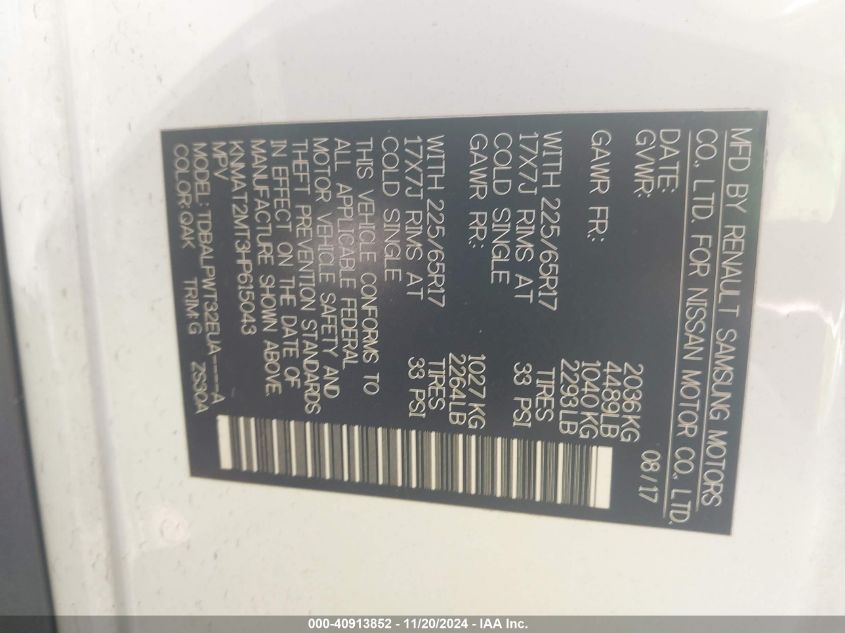 MFD BY RENAULT SAMSUNG MOTORS
CO., LTD. FOR NISSAN MOTOR CO., LTD.
DATE: 08/17
GVWR: 2036KG
4489LB
GAWR FR: 1040KG
2293LB
WITH 225/65R17 TIRES
17X7J RIMS AT 33 PSI
COLD SINGLE
GAWR RR: 1027KG
2264LB
WITH 225/65R17 TIRES
17X7J RIMS AT 33 PSI
COLD SINGLE
THIS VEHICLE CONFORMS TO
ALL APPLICABLE FEDERAL
MOTOR VEHICLE SAFETY AND
THEFT PREVENTION STANDARDS
IN EFFECT ON THE DATE OF
MANUFACTURE SHOWN ABOVE.
KNMAT2MT3HP615043
MPV
MODEL: TDBALPWT32EUA-----A
COLOR:QAK TRIM:G 2S30A
000-40913852 - 11/20/2024 - IAA Inc.